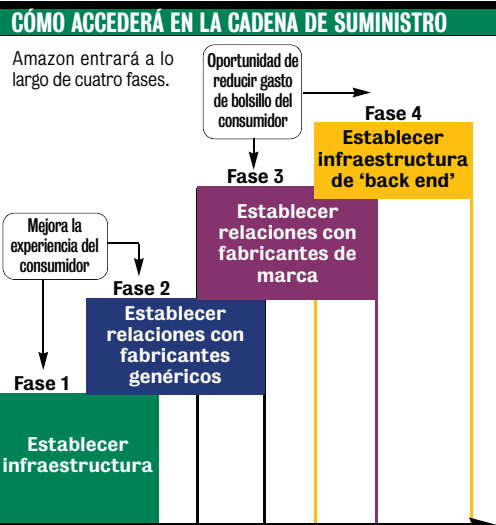 CÓMO ACCEDERÁ EN LA CADENA DE SUMINISTRO
Amazon entrará a lo
largo de cuatro fases.
Oportunidad de
reducir gasto
de bolsillo del
consumidor
Fase 4
Establecer
infraestructura
de ‘back end’
Fase 3
Establecer
relaciones con
fabricantes de
marca
Mejora la
experiencia del
consumidor
Fase 2
Establecer
relaciones con
fabricantes
genéricos
Fase 1
Establecer
infraestructura